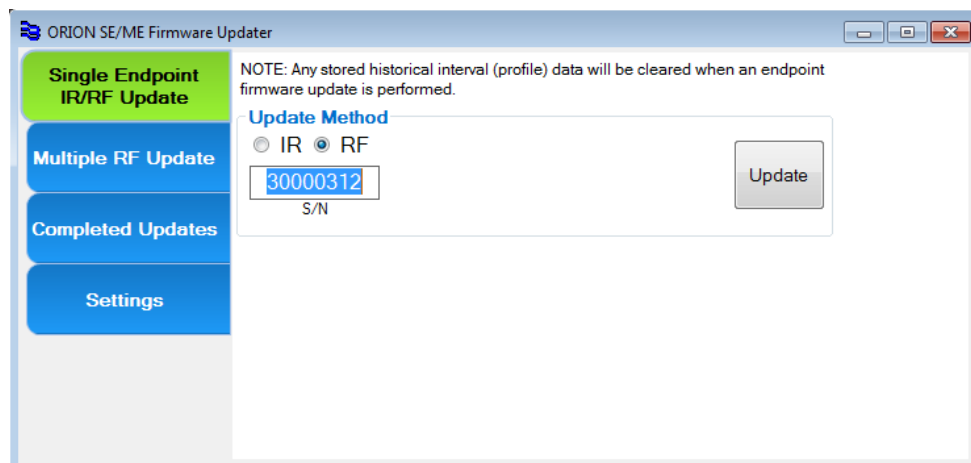 ORION SE/ME Firmware Updater
Single Endpoint
IR/RF Update
Multiple RF Update
Completed Updates
Settings
NOTE: Any stored historical interval (profile) data will be cleared when an endpoint
firmware update is performed.
Update Method
IR RF
30000312
S/N
Update